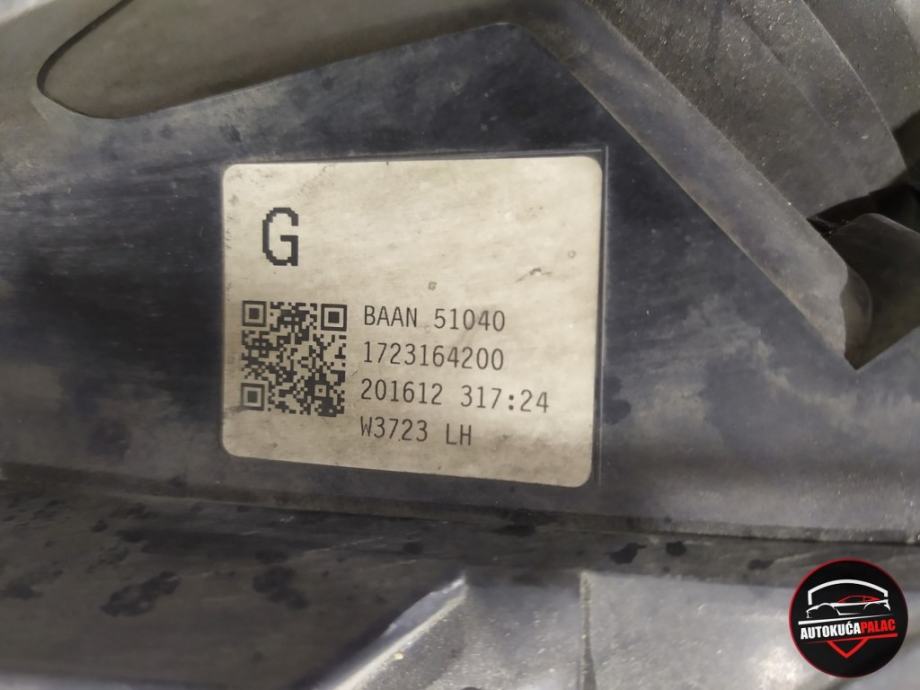 G
BAAN 51040
1723164200
201612 317:24
W3723 LH
AUTOKUĆAPALAC